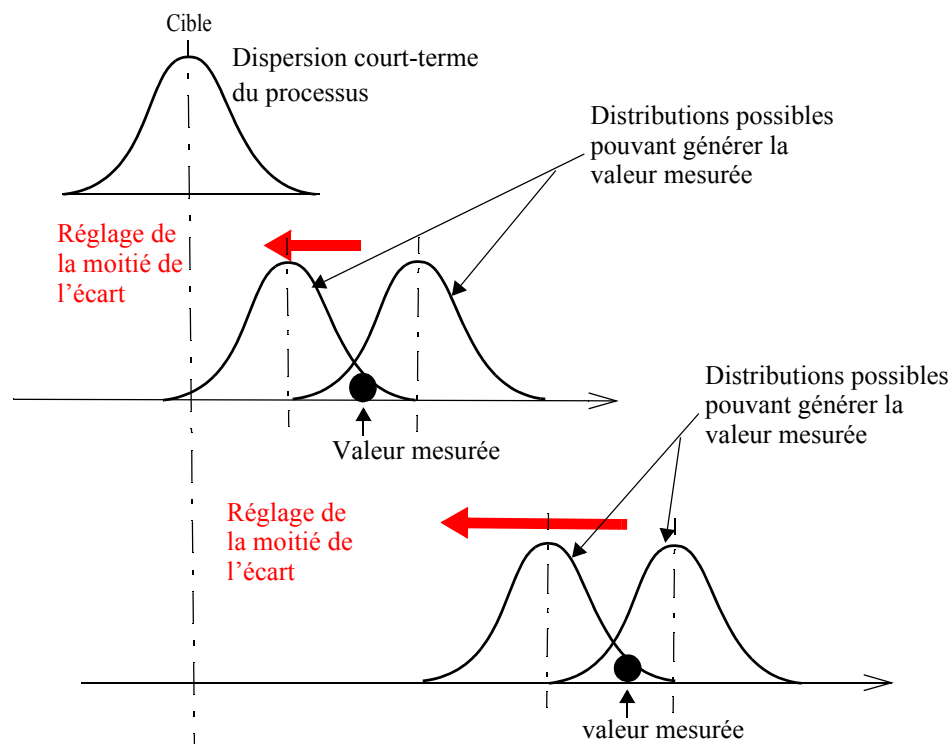 Cible
Dispersion court-terme
du processus
Distributions possibles
pouvant générer la
valeur mesurée
Réglage de
la moitié de
l’écart
Valeur mesurée
Distributions possibles
pouvant générer la
valeur mesurée
Réglage de
la moitié de
l’écart
valeur mesurée